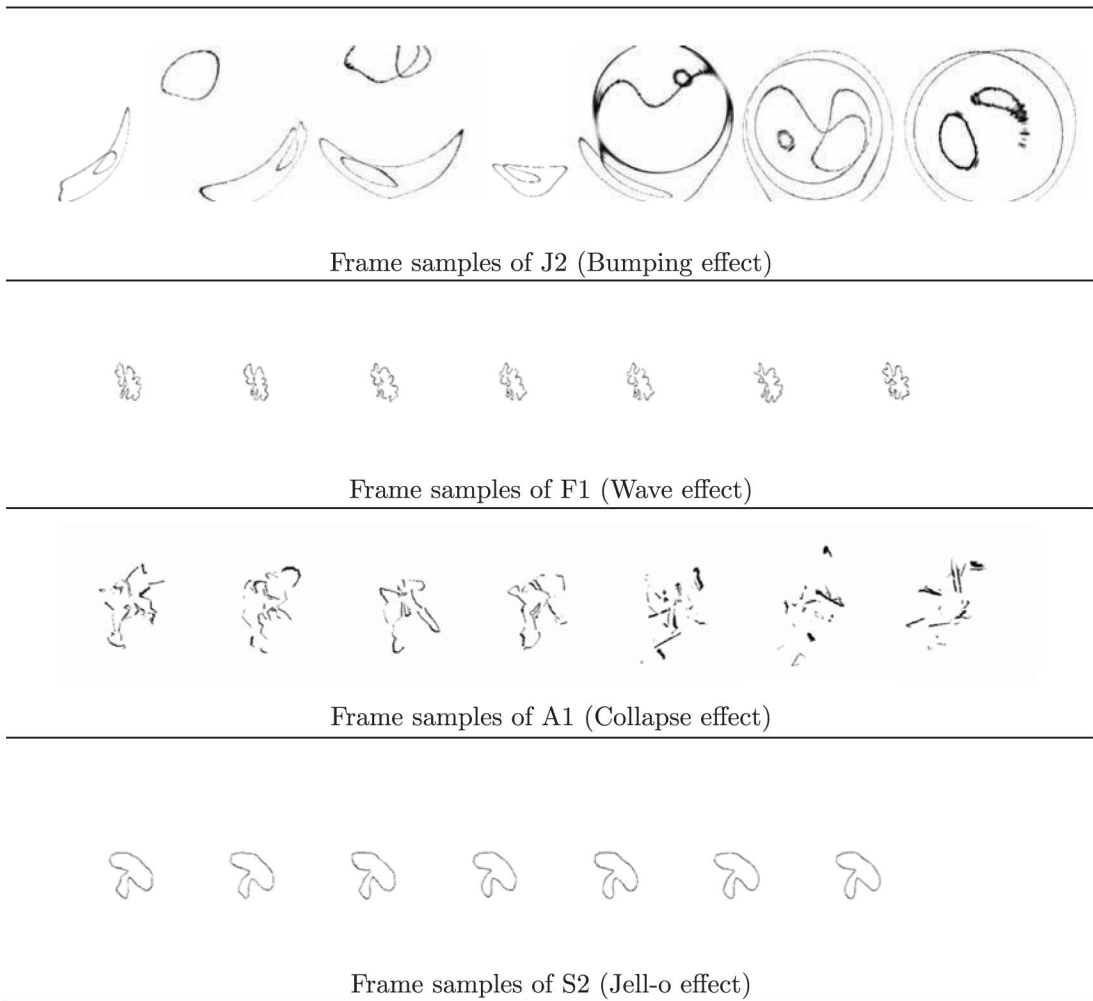 Frame samples of J2 (Bumping effect)
Frame samples of F1 (Wave effect)
Frame samples of A1 (Collapse effect)
Frame samples of S2 (Jell-o effect)